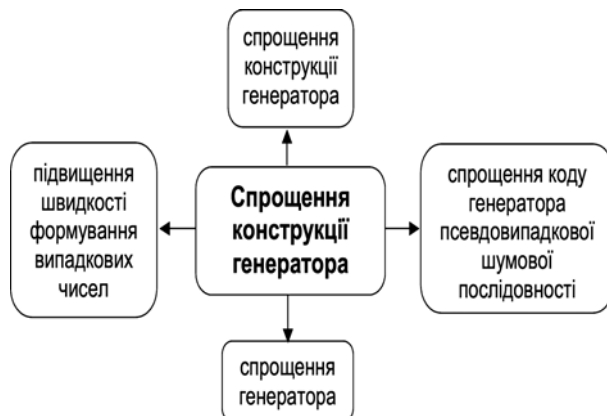 спрощення
конструкції
генератора
підвищення
швидкості
формування
випадкових
чисел
Спрощення
конструкції
генератора
спрощення коду
генератора
псевдовипадкової
шумової
послідовності
спрощення
генератора